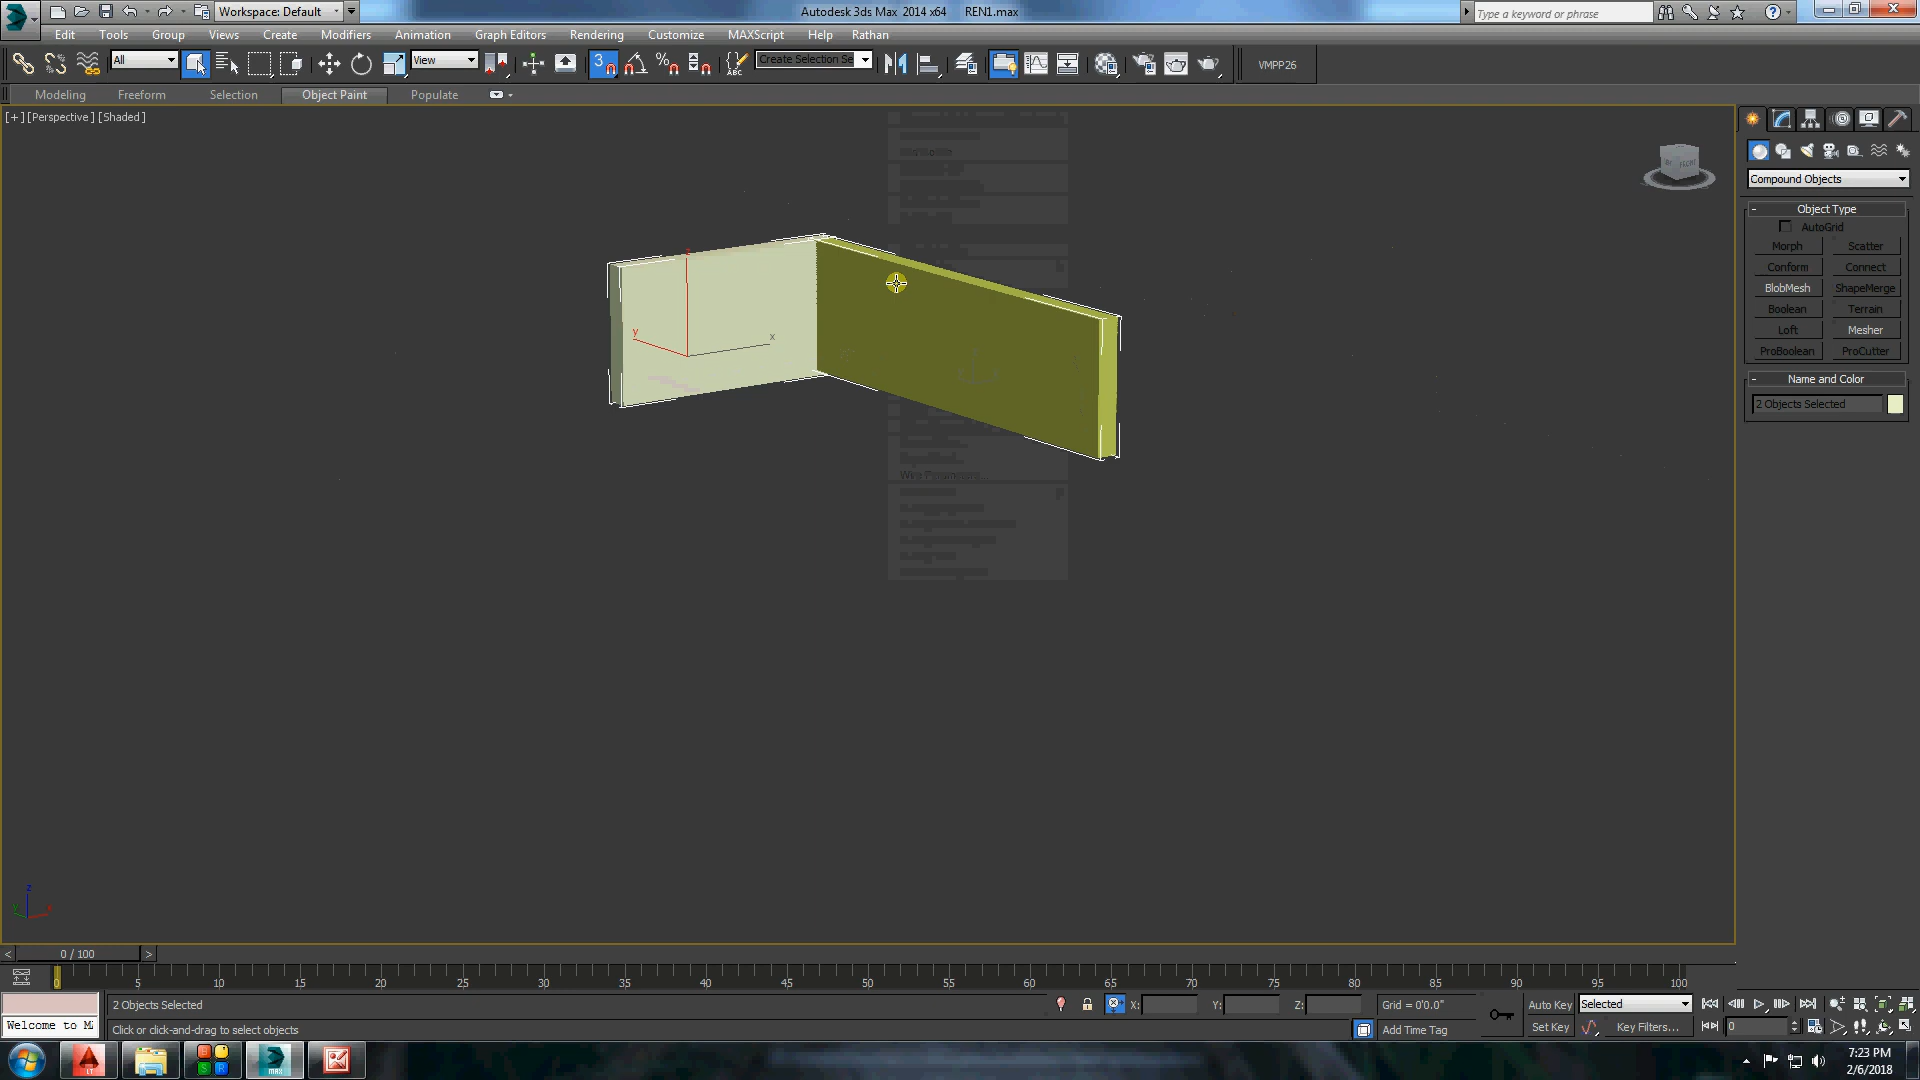 Workspace: Default
Autodesk 3ds Max 2014 x64 REN1.max
Type a keyword or phrase
Edit Tools Group Views Create Modifiers Animation Graph Editors Rendering Customize MAXScript Help Rathan
All View 3 ABC Create Selection Se VMPP26
Modeling Freeform Selection Object Paint Populate
[+] [Perspective] [Shaded]
FRONT
Compound Objects
- Object Type
AutoGrid
Morph Scatter
Conform Connect
BlobMesh ShapeMerge
Boolean Terrain
Loft Mesher
ProBoolean ProCutter
- Name and Color
2 Objects Selected
z
y
x
z
y x
< 0 / 100 >
0 5 10 15 20 25 30 35 40 45 50 55 60 65 70 75 80 85 90 95 100
2 Objects Selected X: Y: Z: Grid = 0'0.0" Auto Key Selected
Welcome to M Click or click-and-drag to select objects Add Time Tag Set Key Key Filters... 0
LT MAX
7:23 PM
2/6/2018